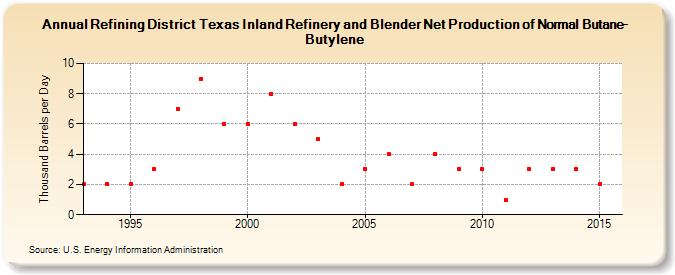 Annual Refining District Texas Inland Refinery and Blender Net Production of Normal Butane-
Butylene
Thousand Barrels per Day
10
8
6
4
2
0
1995 2000 2005 2010 2015
Source: U.S. Energy Information Administration